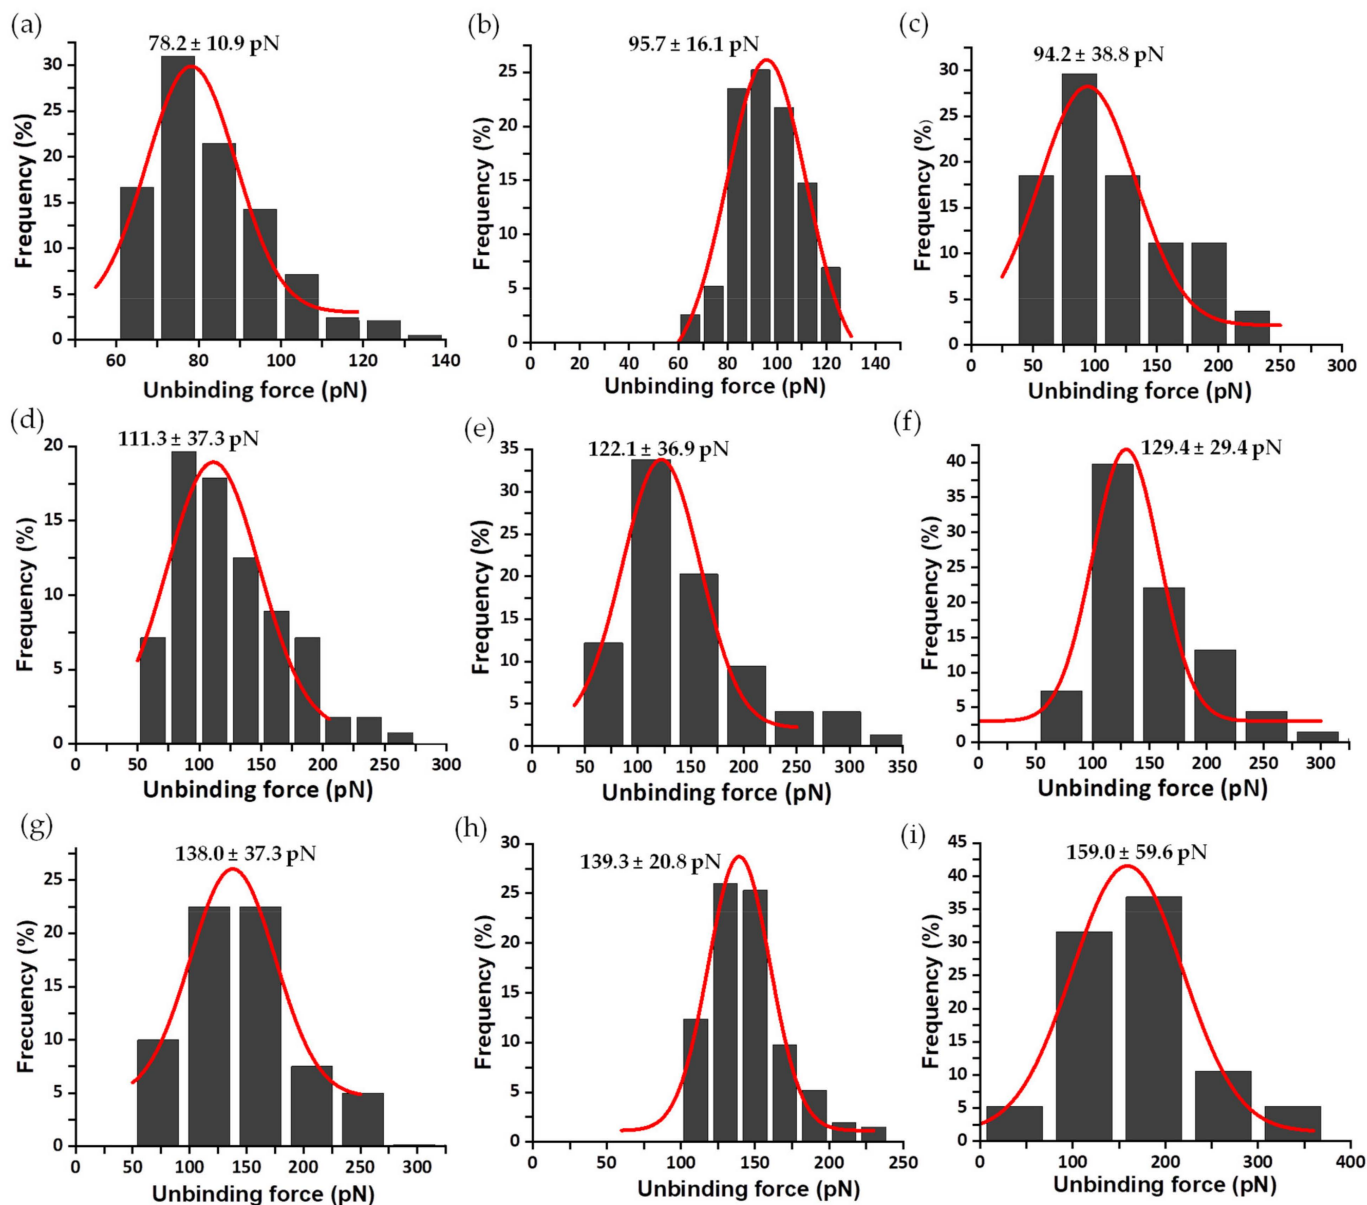 (a)
78.2 ± 10.9 pN
Frequency (%)
30
25
20
15
10
5
0
60 80 100 120 140
Unbinding force (pN)
(b)
95.7 ± 16.1 pN
Frequency (%)
25
20
15
10
5
0
0 20 40 60 80 100 120 140
Unbinding force (pN)
(c)
94.2 ± 38.8 pN
Frequency (%)
30
25
20
15
10
5
0
0 50 100 150 200 250 300
Unbinding force (pN)
(d)
111.3 ± 37.3 pN
Frequency (%)
20
15
10
5
0
0 50 100 150 200 250 300
Unbinding force (pN)
(e)
122.1 ± 36.9 pN
Frequency (%)
35
30
25
20
15
10
5
0
0 50 100 150 200 250 300 350
Unbinding force (pN)
(f)
129.4 ± 29.4 pN
Frequency (%)
40
35
30
25
20
15
10
5
0
0 50 100 150 200 250 300
Unbinding force (pN)
(g)
138.0 ± 37.3 pN
Frecuency (%)
25
20
15
10
5
0
0 50 100 150 200 250 300
Unbinding force (pN)
(h)
139.3 ± 20.8 pN
Frequency (%)
30
25
20
15
10
5
0
0 50 100 150 200 250
Unbinding force (pN)
(i)
159.0 ± 59.6 pN
Frequency (%)
45
40
35
30
25
20
15
10
5
0
0 100 200 300 400
Unbinding force (pN)